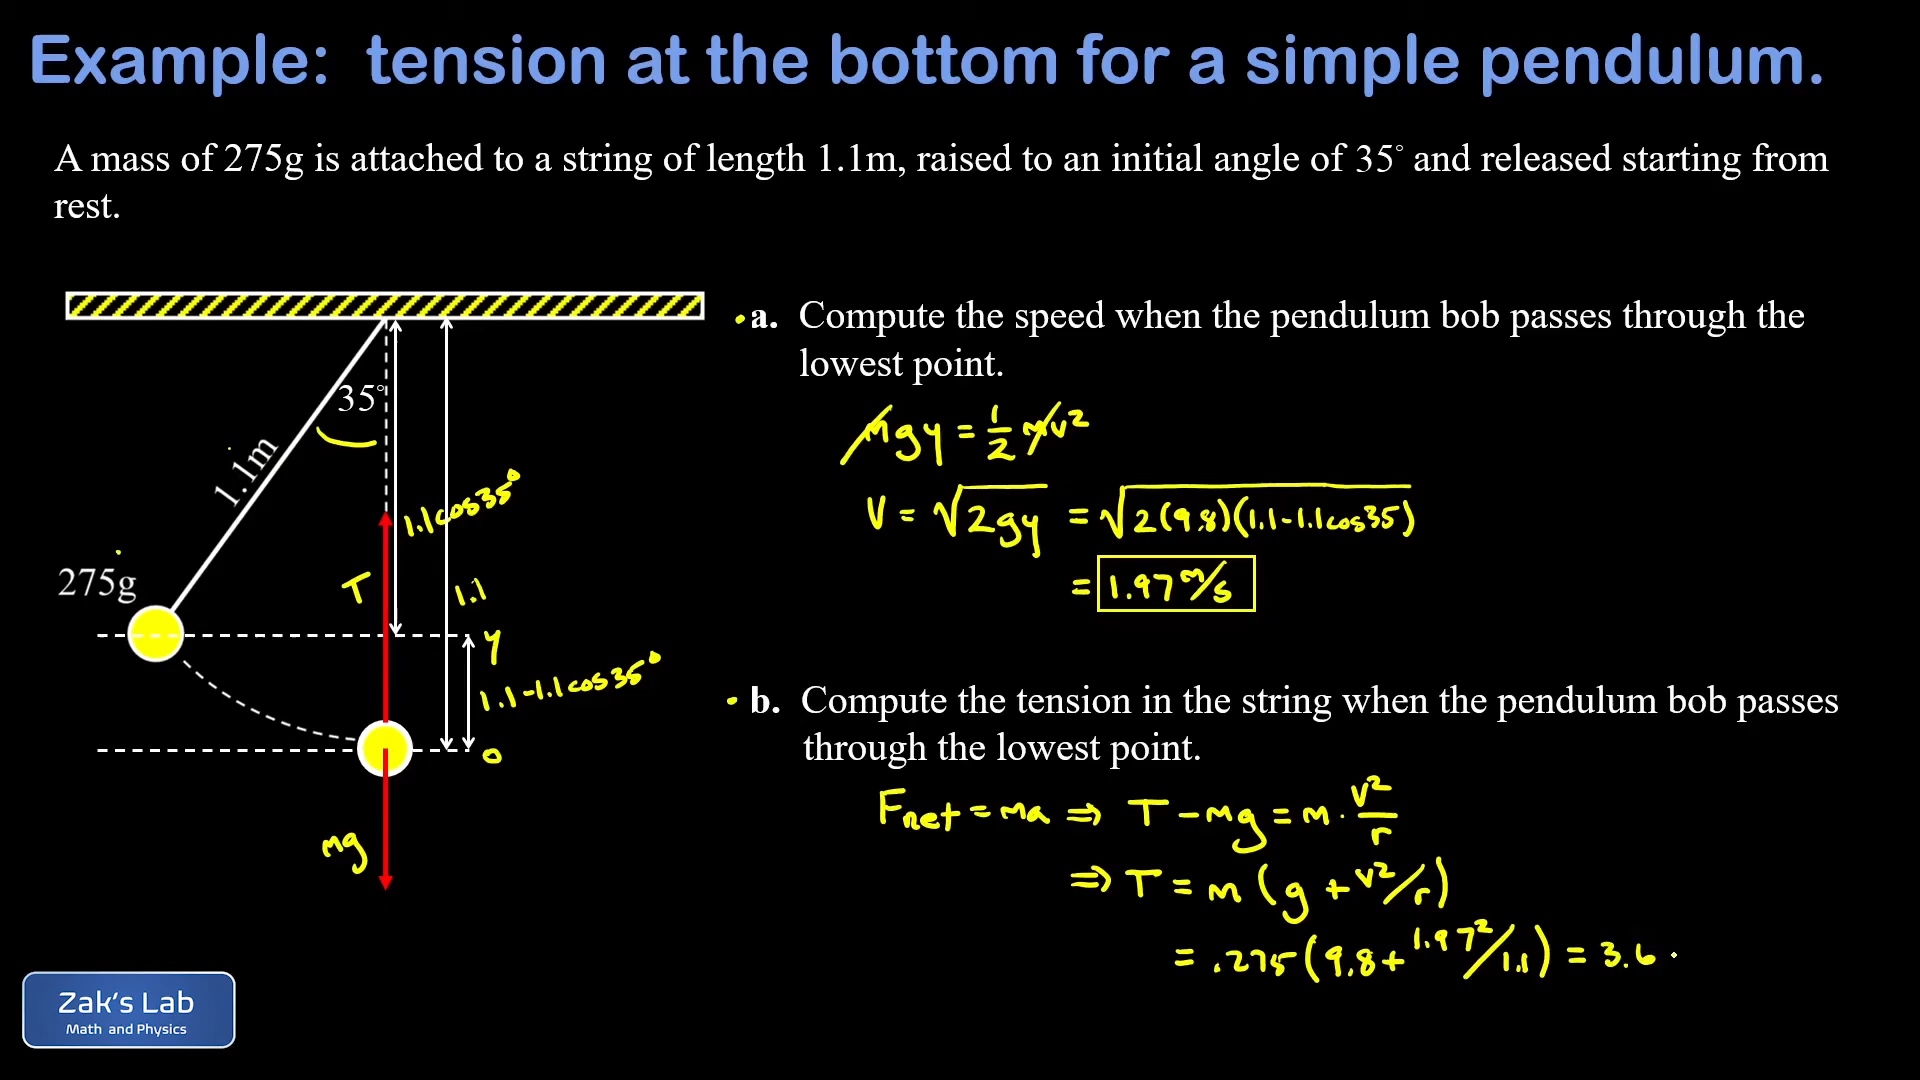 Example: tension at the bottom for a simple pendulum.
A mass of 275g is attached to a string of length 1.1m, raised to an initial angle of 35° and released starting from
rest.
35°
1.1m
275g
T
1.1cos35°
1.1
y
1.1-1.1cos35°
0
mg
a. Compute the speed when the pendulum bob passes through the
lowest point.
mgy = 1/2 mv²
v = √2gy = √2(9.8)(1.1-1.1cos35)
= 1.97 m/s
b. Compute the tension in the string when the pendulum bob passes
through the lowest point.
Fnet = ma ⇒ T - mg = m · v²/r
⇒ T = m(g + v²/r)
= .275(9.8 + 1.97²/1.1) = 3.6
Zak's Lab
Math and Physics